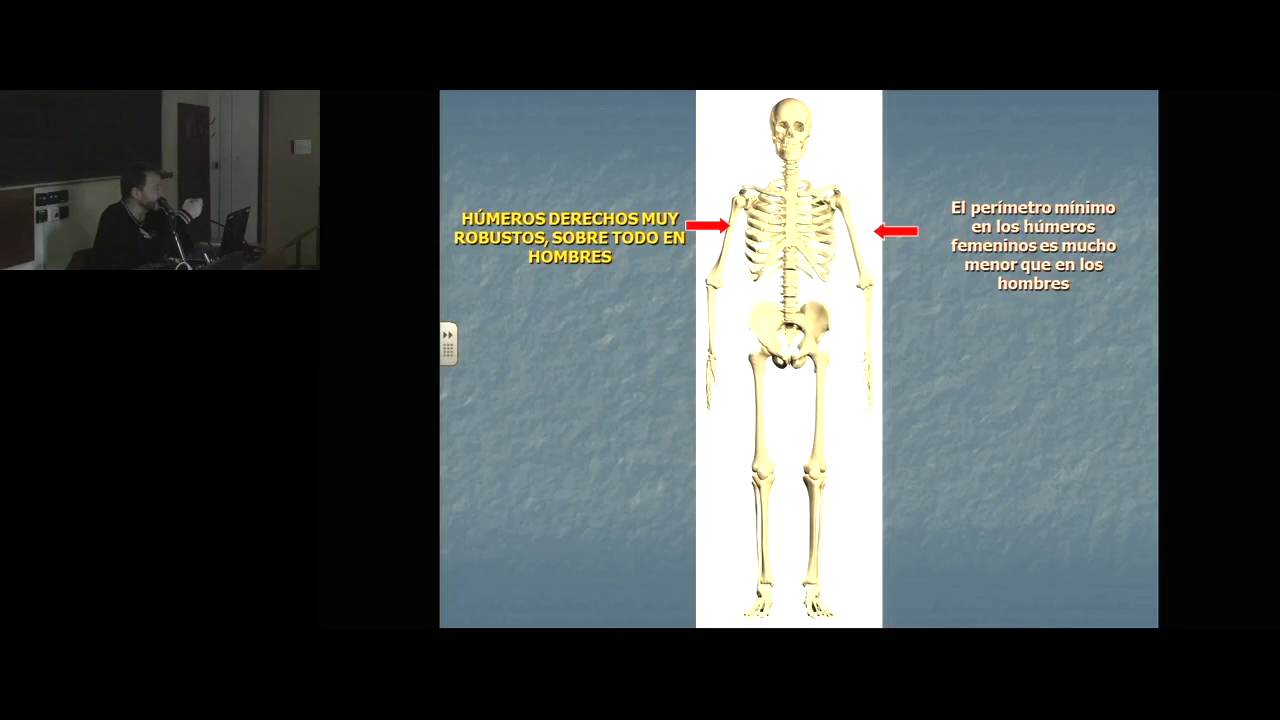 HÚMEROS DERECHOS MUY
ROBUSTOS, SOBRE TODO EN
HOMBRES
El perímetro mínimo
en los húmeros
femeninos es mucho
menor que en los
hombres